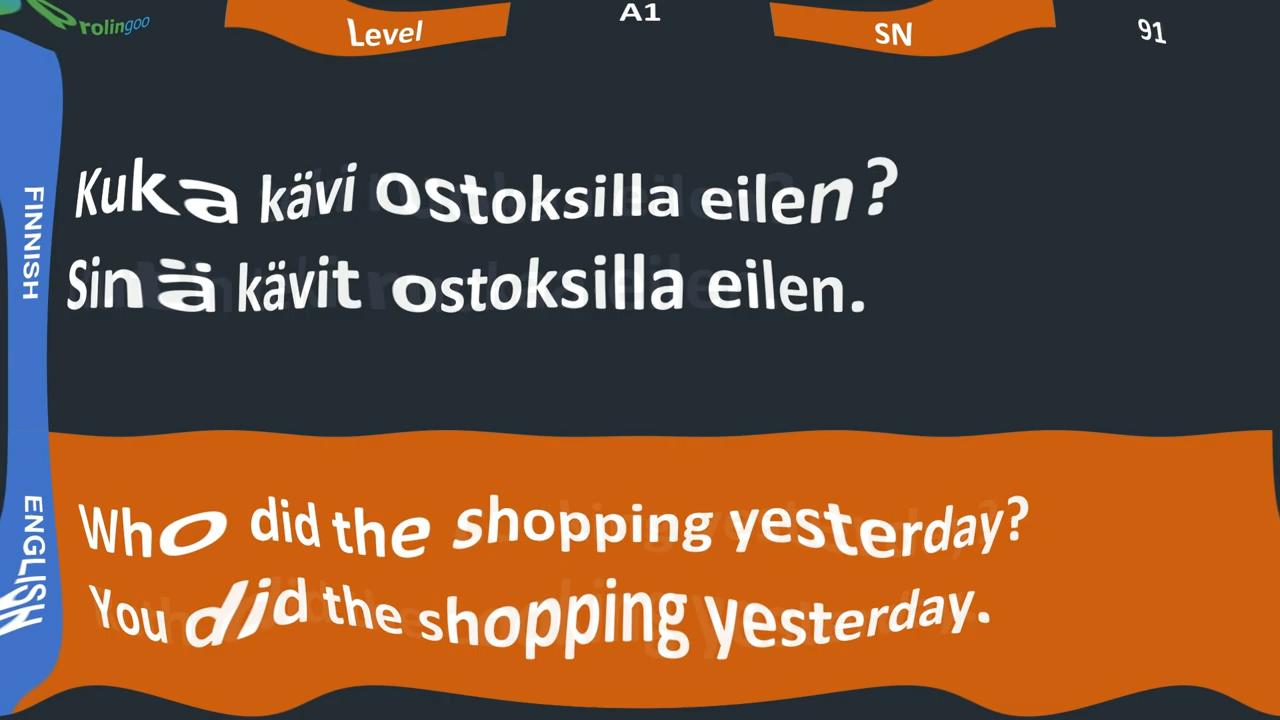 rolingoo
Level
A1
SN
91
FINNISH
Kuka kävi ostoksilla eilen?
Sinä kävit ostoksilla eilen.
ENGLISH
Who did the shopping yesterday?
You did the shopping yesterday.